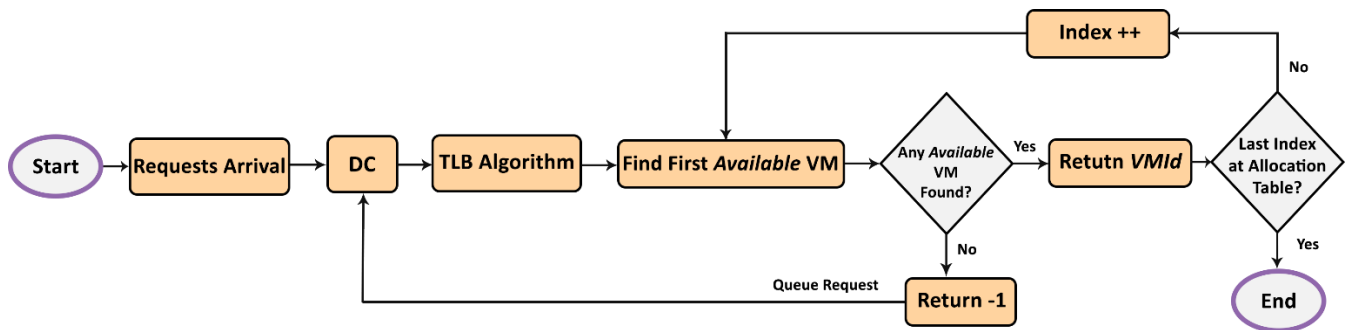 Index ++
No
Start
Requests Arrival
DC
TLB Algorithm
Find First Available VM
Any Available
VM
Found?
Yes
Retutn VMId
Last Index
at Allocation
Table?
No
Yes
Queue Request
Return -1
End